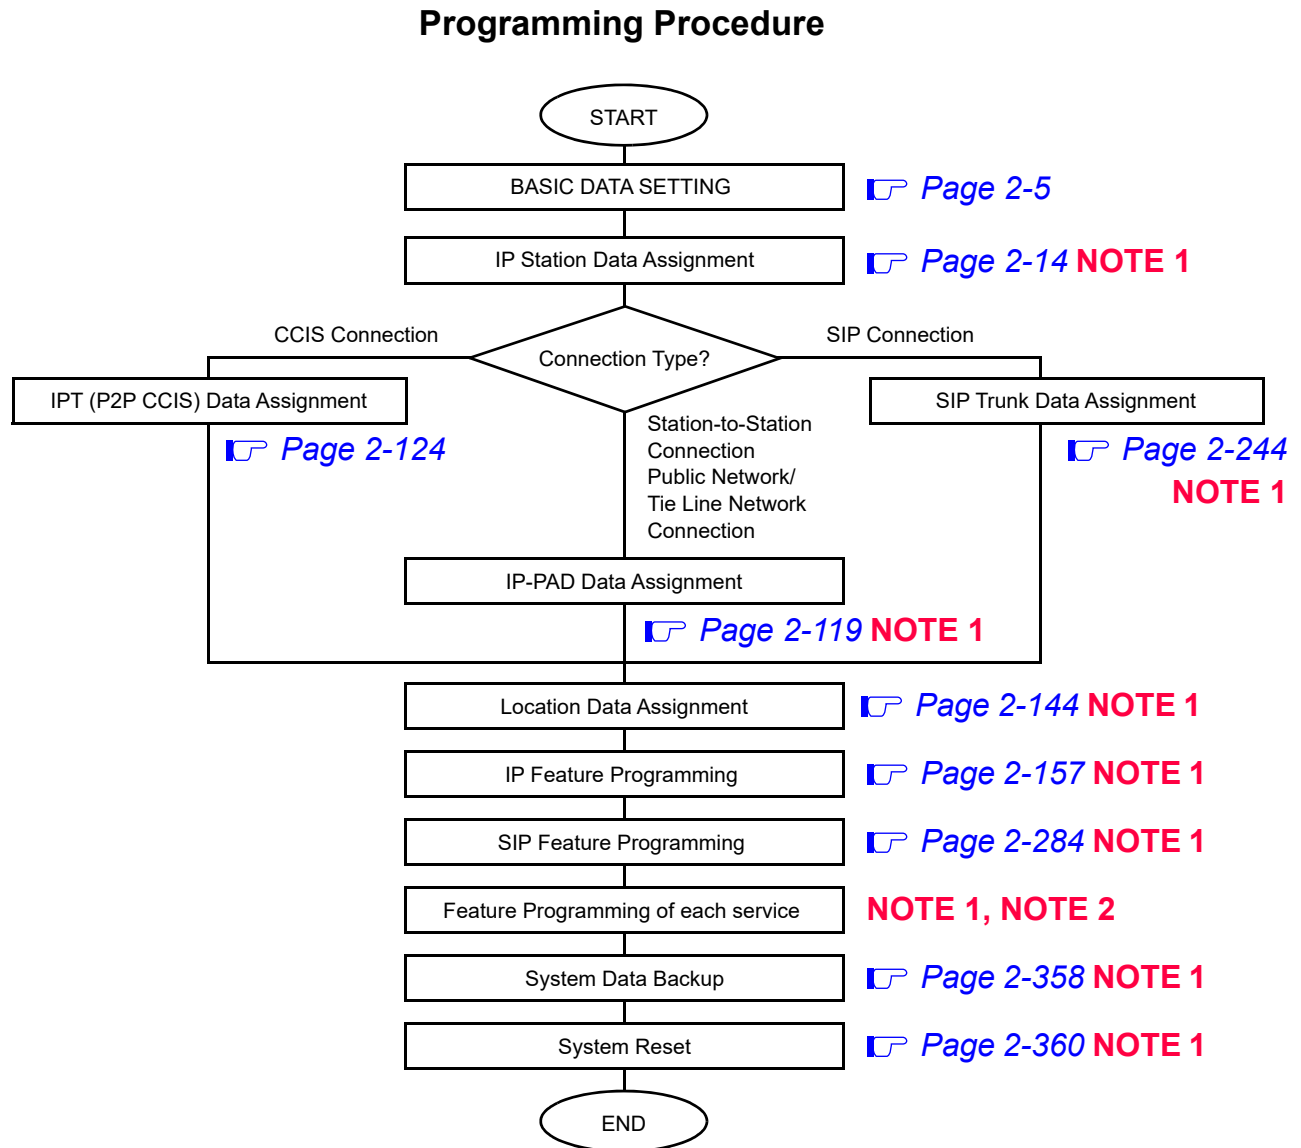 Programming Procedure
START
BASIC DATA SETTING
Page 2-5
IP Station Data Assignment
Page 2-14 NOTE 1
CCIS Connection
Connection Type?
SIP Connection
IPT (P2P CCIS) Data Assignment
Page 2-124
Station-to-Station
Connection
Public Network/
Tie Line Network
Connection
SIP Trunk Data Assignment
Page 2-244
NOTE 1
IP-PAD Data Assignment
Page 2-119 NOTE 1
Location Data Assignment
Page 2-144 NOTE 1
IP Feature Programming
Page 2-157 NOTE 1
SIP Feature Programming
Page 2-284 NOTE 1
Feature Programming of each service
NOTE 1, NOTE 2
System Data Backup
Page 2-358 NOTE 1
System Reset
Page 2-360 NOTE 1
END